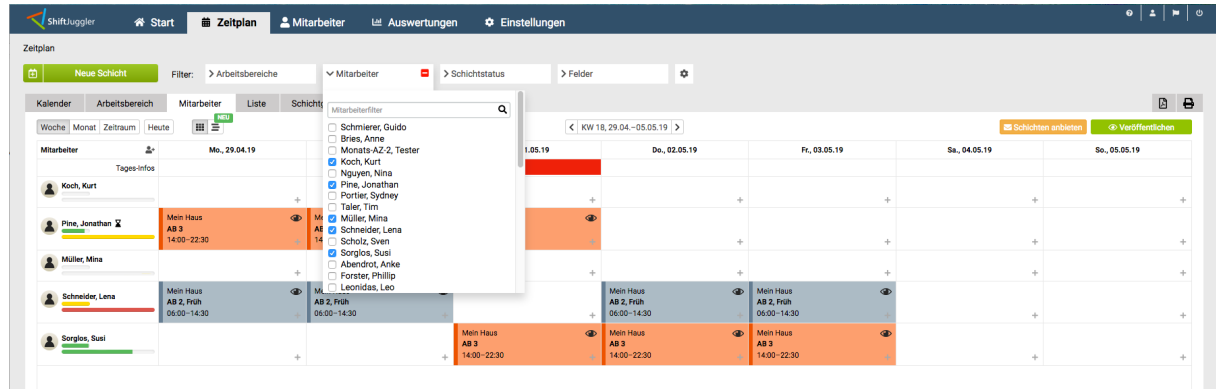 ShiftJuggler Start Zeitplan Mitarbeiter Auswertungen Einstellungen
Zeitplan
Neue Schicht Filter: Arbeitsbereiche Mitarbeiter Schichtstatus Felder
Kalender Arbeitsbereich Mitarbeiter Liste
Mitarbeiterfilter
NEU
Woche Monat Zeitraum Heute KW 18, 29.04.–05.05.19 Schichten anbieten Veröffentlichen
Schmierer, Guido
Bries, Anne
Monats-AZ-2, Tester
Koch, Kurt
Nguyen, Nina
Pine, Jonathan
Portier, Sydney
Taler, Tim
Müller, Mina
Schneider, Lena
Scholz, Sven
Sorglos, Susi
Abendrot, Anke
Forster, Phillip
Leonidas, Leo
Mitarbeiter Mo., 29.04.19 Do., 02.05.19 Fr., 03.05.19 Sa., 04.05.19 So., 05.05.19
Tages-Infos
Koch, Kurt
Pine, Jonathan
Mein Haus
AB 3
14:00–22:30
Müller, Mina
Schneider, Lena
Mein Haus
AB 2, Früh
06:00–14:30
AB 2, Früh
06:00–14:30
Mein Haus
AB 2, Früh
06:00–14:30
Mein Haus
AB 2, Früh
06:00–14:30
Sorglos, Susi
Mein Haus
AB 3
14:00–22:30
Mein Haus
AB 3
14:00–22:30
Mein Haus
AB 3
14:00–22:30